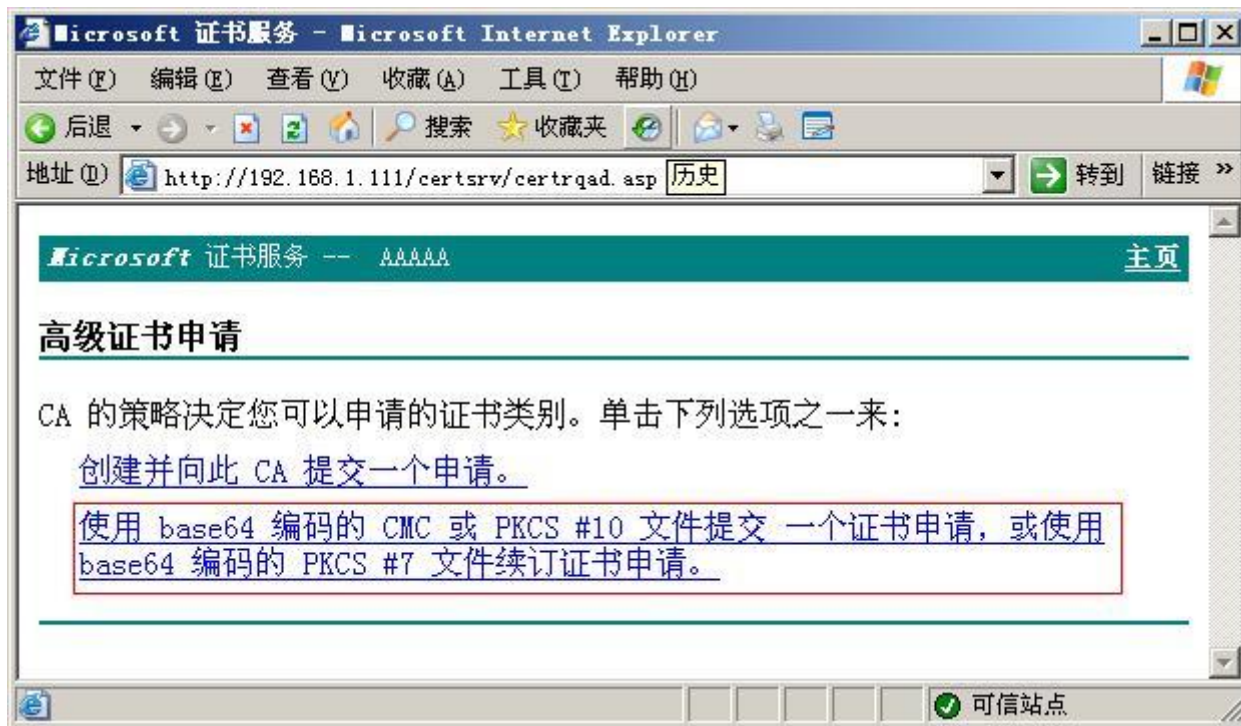 Microsoft 证书服务 - Microsoft Internet Explorer
文件(F) 编辑(E) 查看(V) 收藏(A) 工具(T) 帮助(H)
后退 搜索 收藏夹
地址(D) http://192.168.1.111/certsrv/certrqad.asp 历史 转到 链接 »
Microsoft 证书服务 -- AAAAA 主页
高级证书申请
CA 的策略决定您可以申请的证书类别。单击下列选项之一来:
创建并向此 CA 提交一个申请。
使用 base64 编码的 CMC 或 PKCS #10 文件提交 一个证书申请，或使用
base64 编码的 PKCS #7 文件续订证书申请。
可信站点